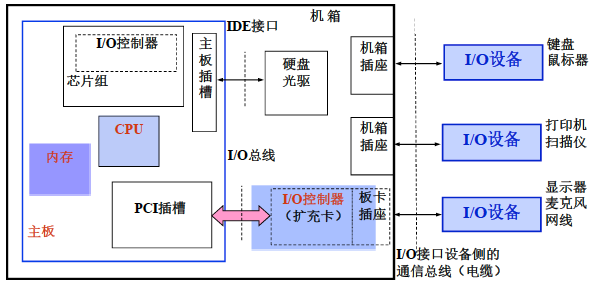 机 箱
IDE接口
I/O控制器
芯片组
主
板
插
槽
硬盘
光驱
机箱
插座
I/O设备
键盘
鼠标器
CPU
内存
I/O总线
机箱
插座
I/O设备
打印机
扫描仪
PCI插槽
I/O控制器
（扩充卡）
板卡
插座
I/O设备
显示器
麦克风
网线
主板
I/O接口设备侧的
通信总线（电缆）